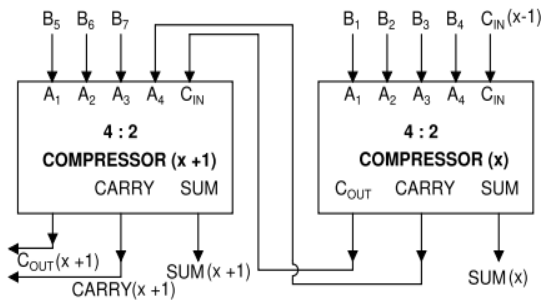 B5 B6 B7 B1 B2 B3 B4 CIN(x-1)
A1 A2 A3 A4 CIN A1 A2 A3 A4 CIN
4 : 2 4 : 2
COMPRESSOR (x +1) COMPRESSOR (x)
CARRY SUM COUT CARRY SUM
COUT(x +1)
CARRY(x+1)
SUM(x +1)
SUM(x)